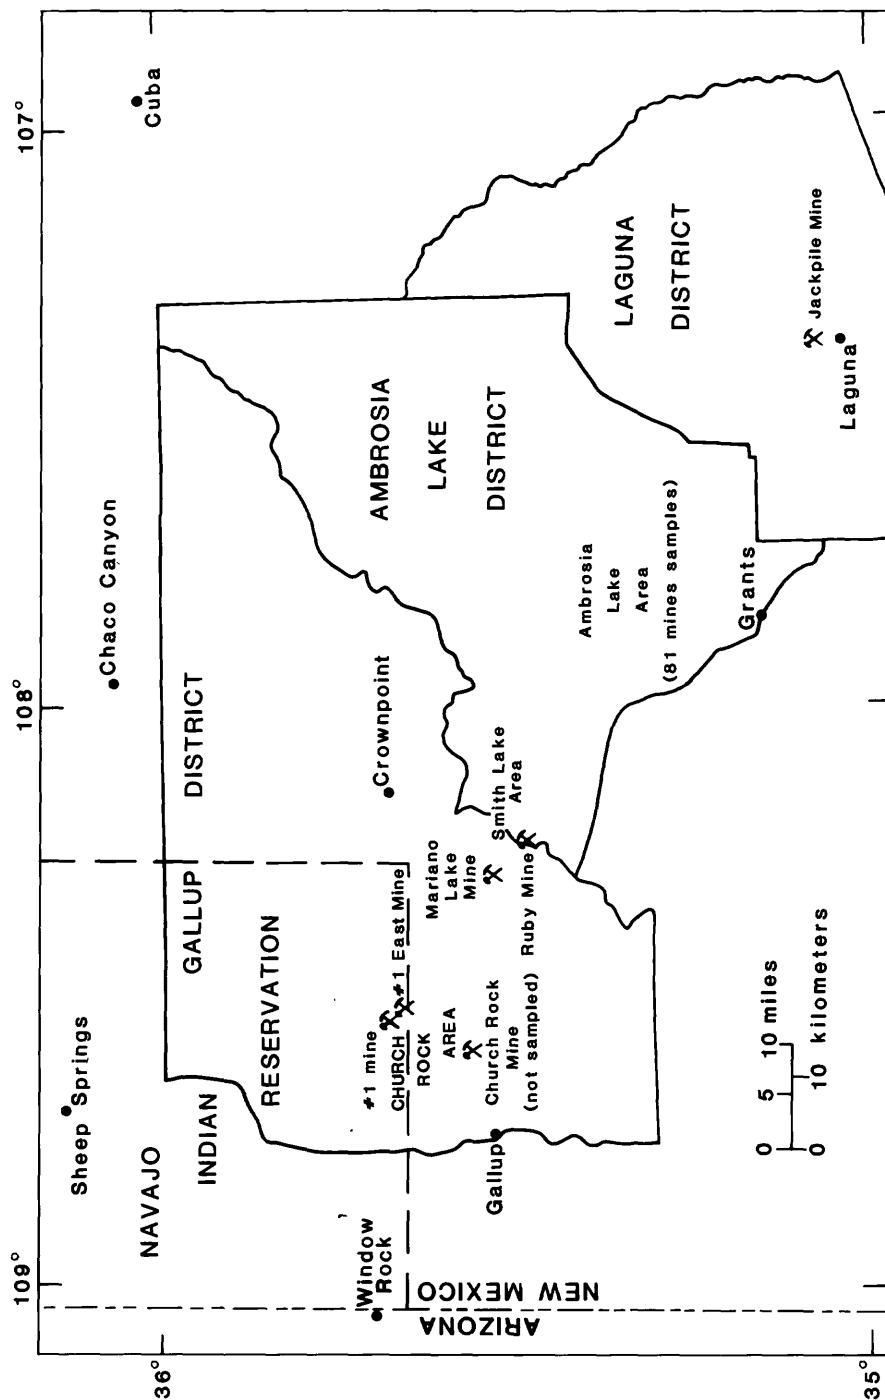 109°
108°
107°
36°
35°
Sheep Springs
Chaco Canyon
Cuba
NAVAJO
INDIAN
RESERVATION
GALLUP
DISTRICT
Window
Rock
ARIZONA
NEW MEXICO
#1 mine
#1 East Mine
CHURCH
ROCK
AREA
Church Rock
Mine
(not sampled)
Gallup
Mariano
Lake
Mine
Ruby Mine
Crownpoint
Smith Lake
Area
AMBROSIA
LAKE
DISTRICT
Ambrosia
Lake
Area
(81 mines samples)
Grants
LAGUNA
DISTRICT
Jackpile Mine
Laguna
0 5 10 miles
0 10 kilometers